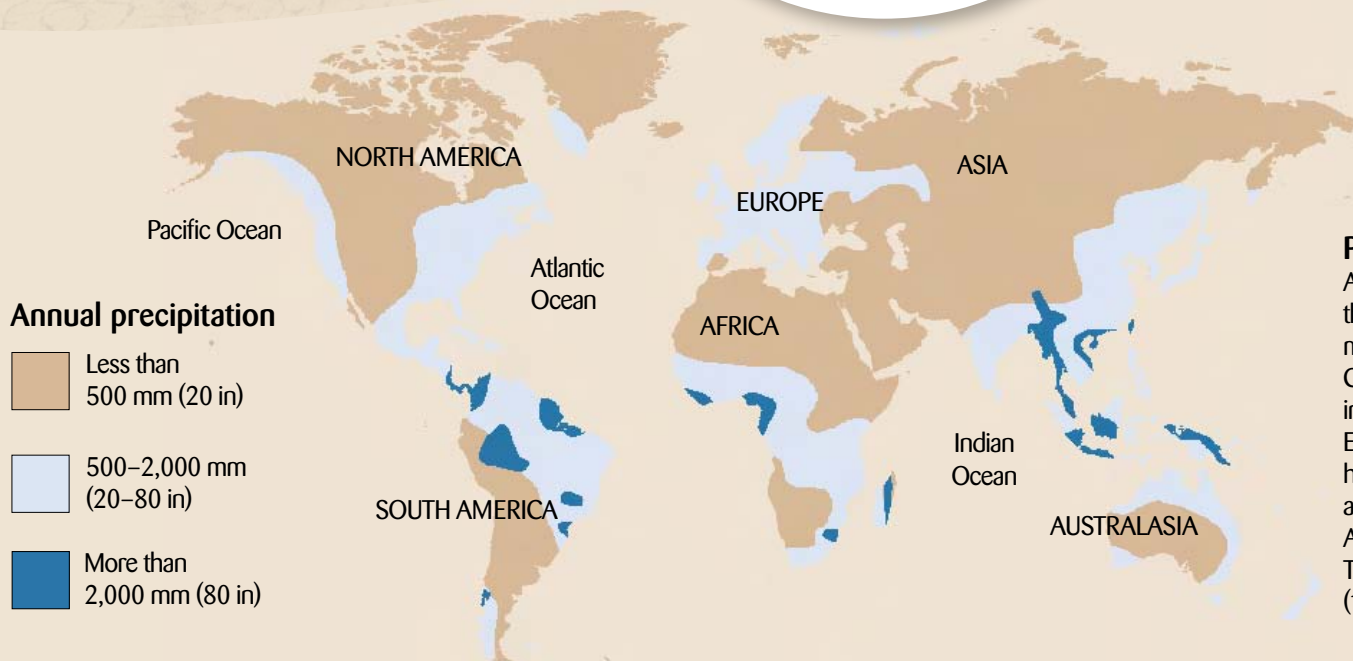 NORTH AMERICA
ASIA
EUROPE
Pacific Ocean
Atlantic
Ocean
AFRICA
Annual precipitation
Less than
500 mm (20 in)
500–2,000 mm
(20–80 in)
More than
2,000 mm (80 in)
Indian
Ocean
SOUTH AMERICA
AUSTRALASIA